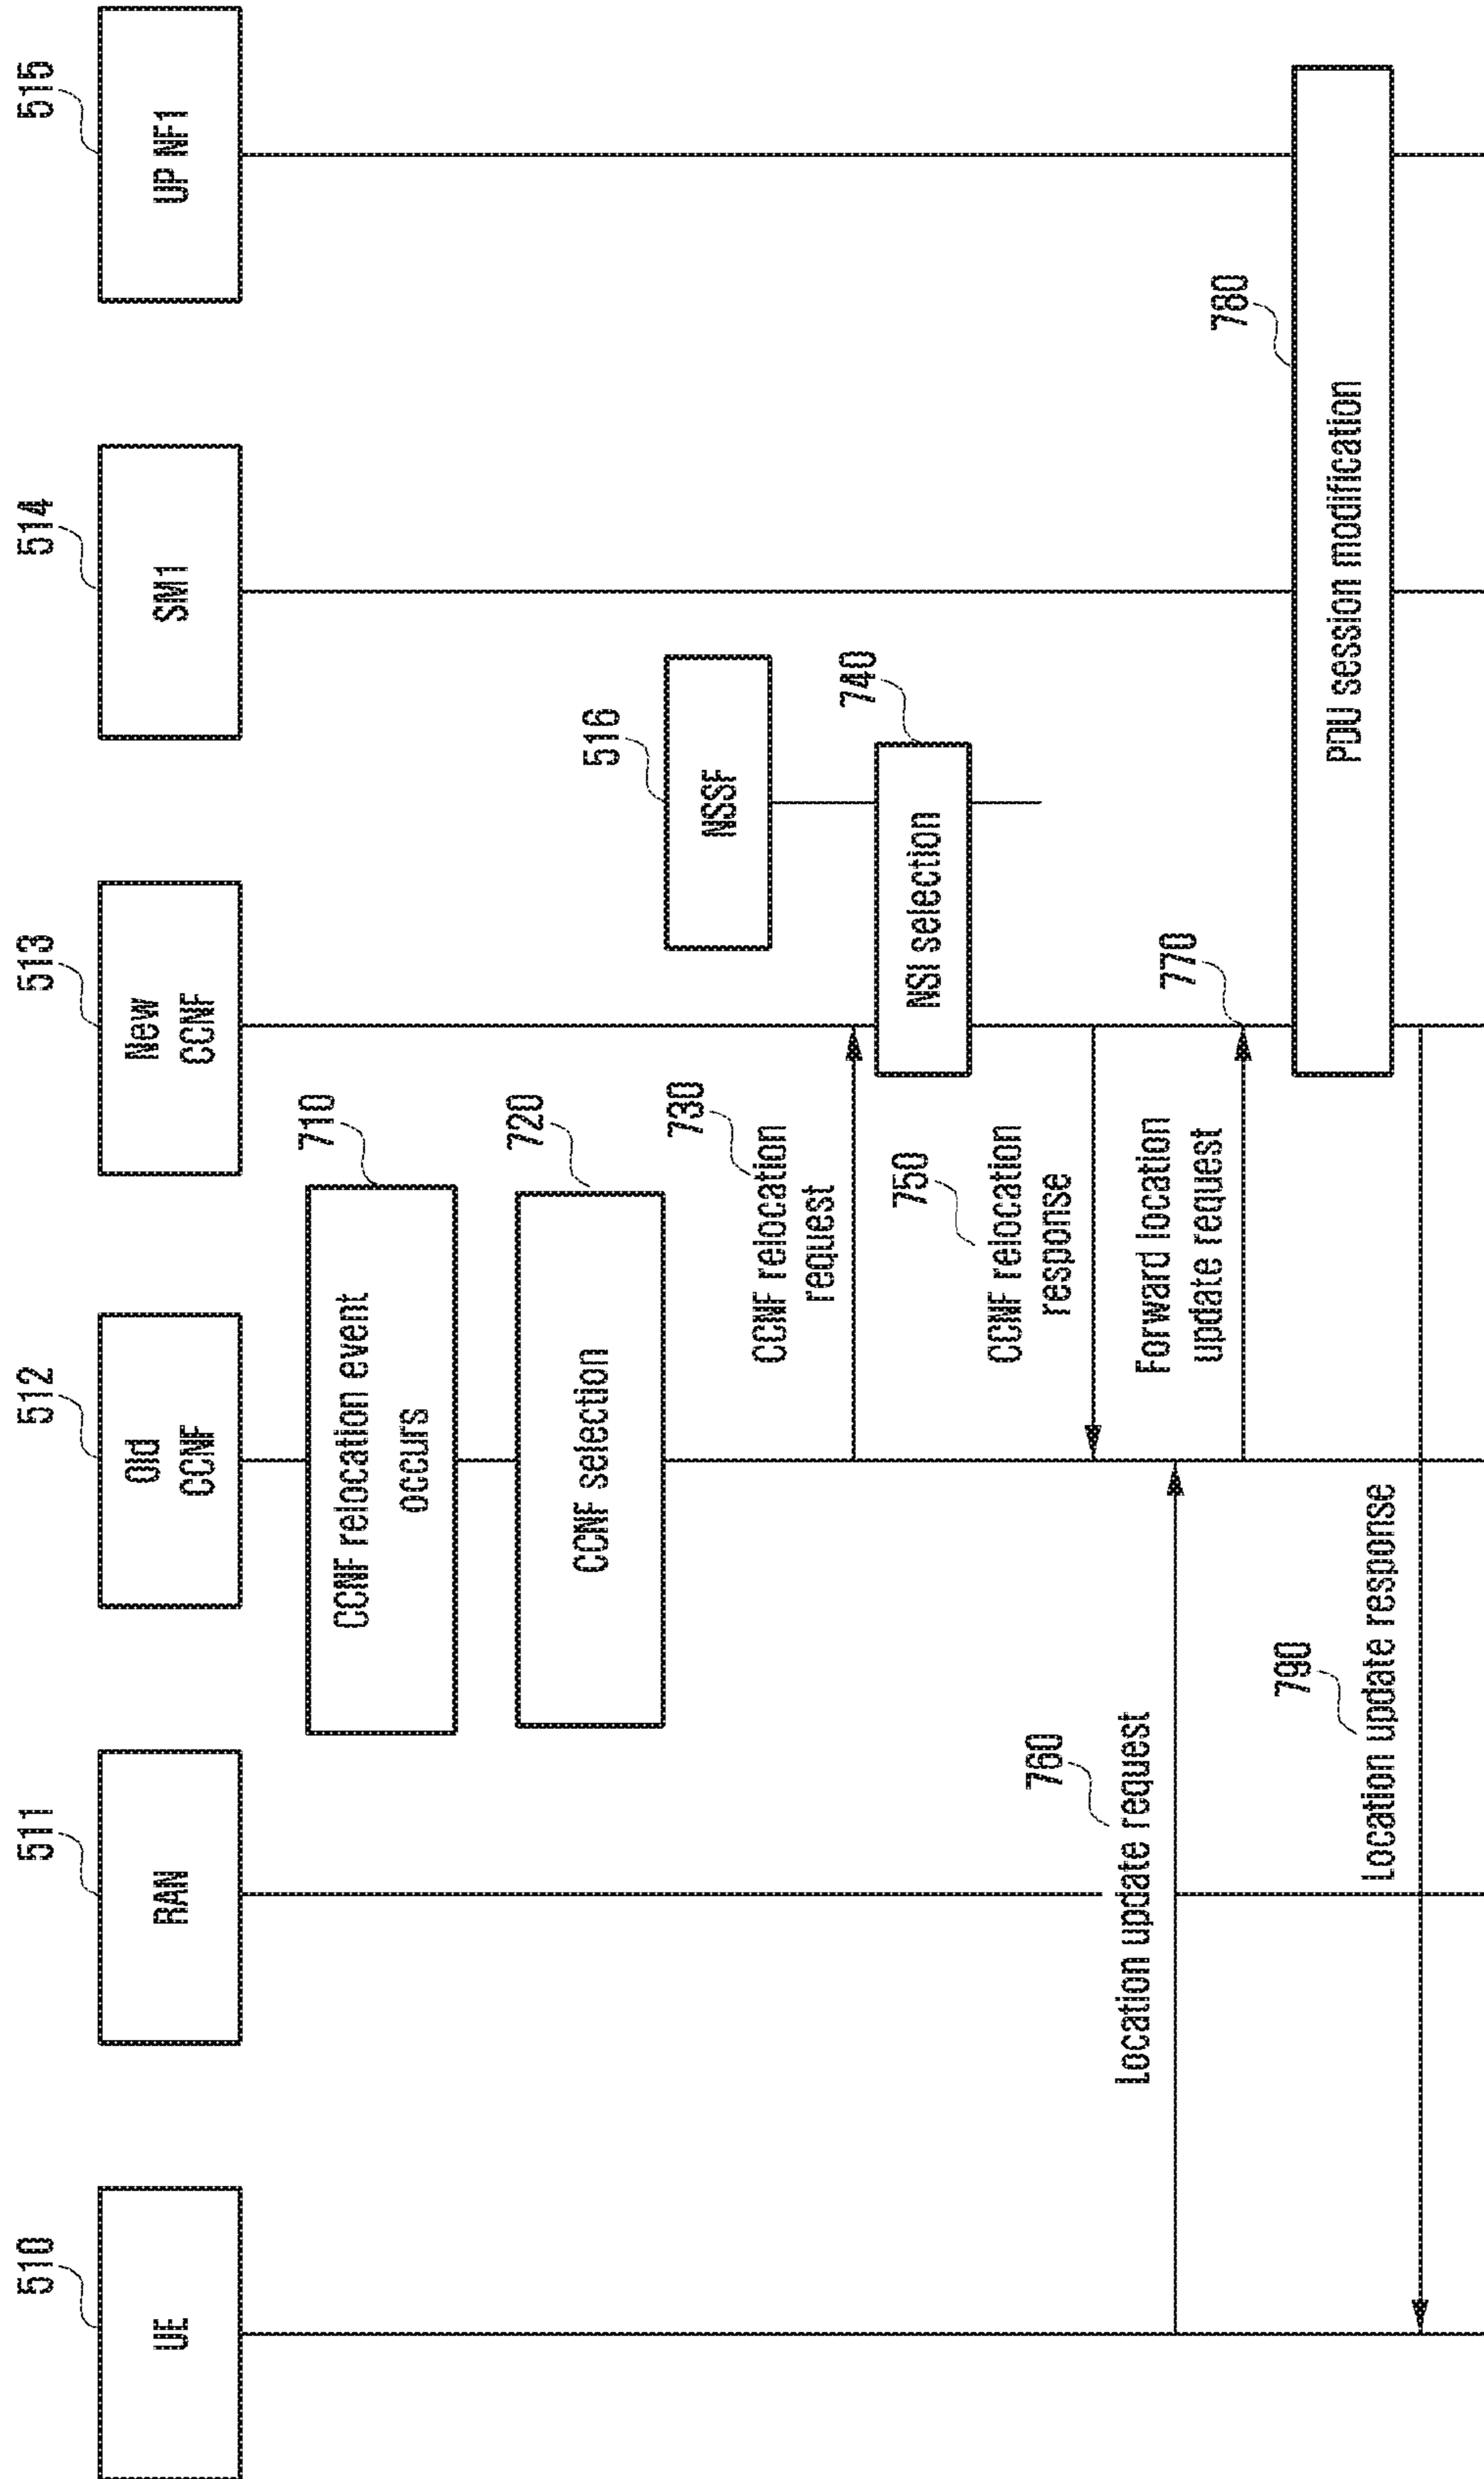 510
511
512
513
514
515
UE
RAN
Old
CCNF
New
CCNF
SM1
UP NF1
710
CCNF relocation event
occurs
720
CCNF selection
516
NSSF
730
CCNF relocation
request
740
NSI selection
750
CCNF relocation
response
760
Location update request
770
Forward location
update request
780
PDU session modification
790
Location update response